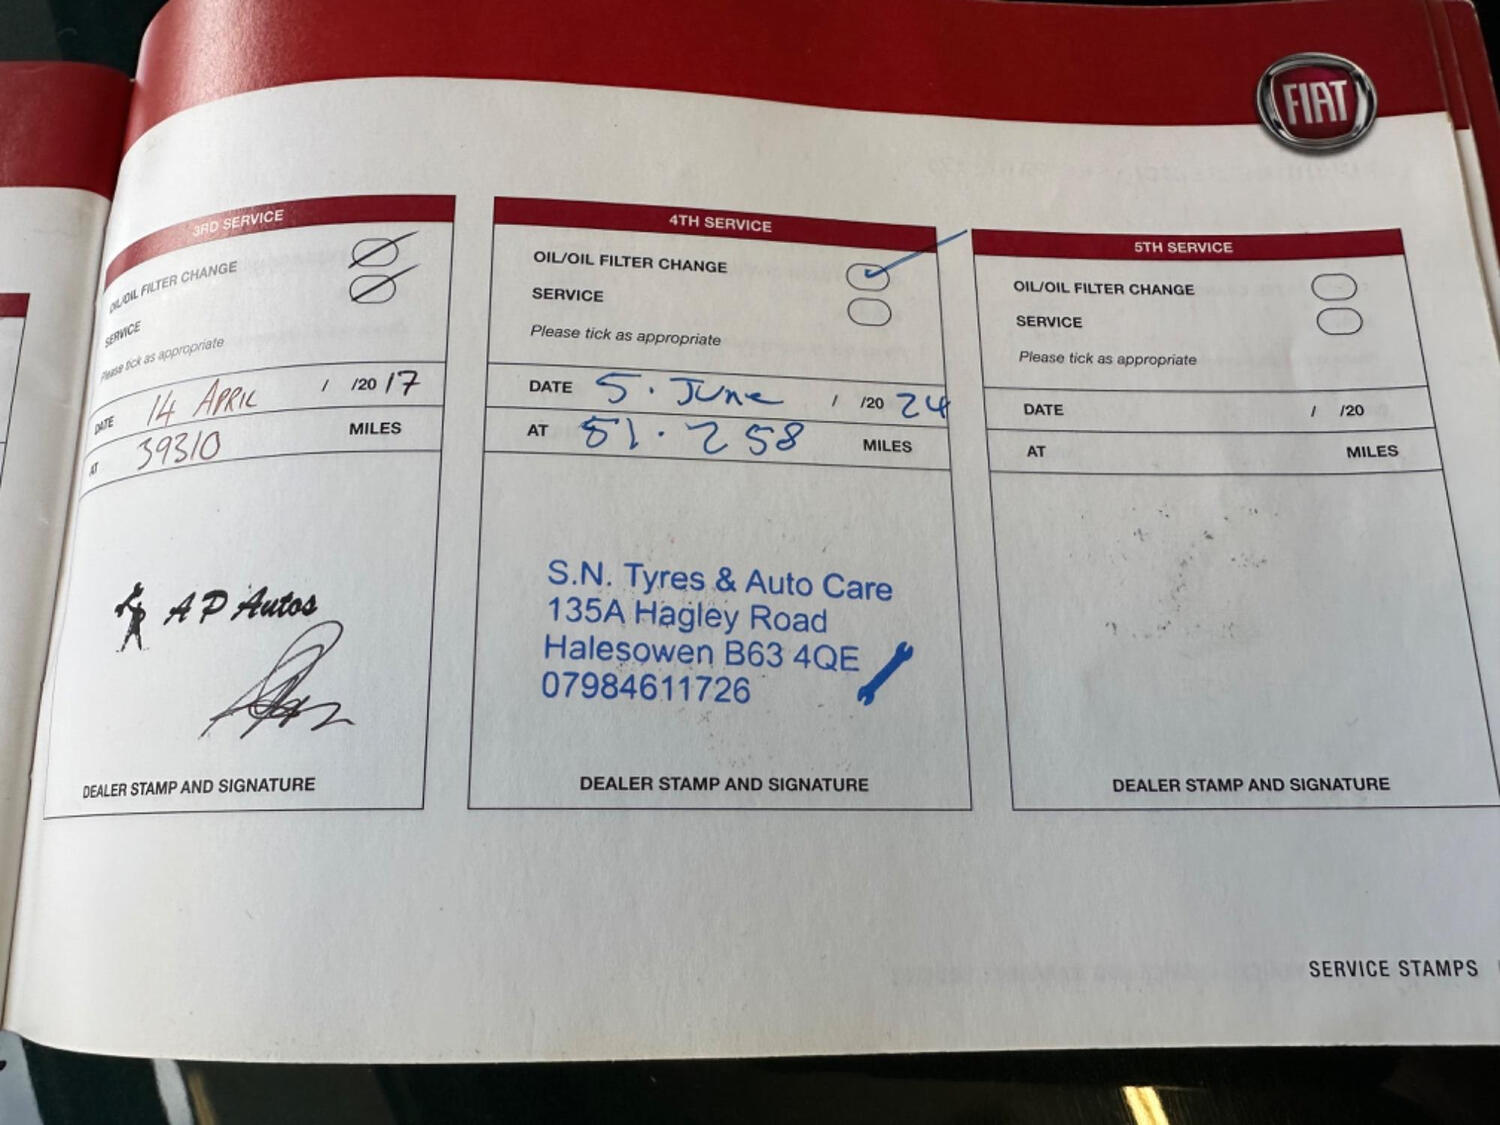 FIAT
3RD SERVICE
OIL/OIL FILTER CHANGE
SERVICE
Please tick as appropriate
DATE 14 APRIL / /20 17
AT 39310 MILES
A P Autos
DEALER STAMP AND SIGNATURE
4TH SERVICE
OIL/OIL FILTER CHANGE
SERVICE
Please tick as appropriate
DATE 5. June / /20 24
AT 81.258 MILES
S.N. Tyres & Auto Care
135A Hagley Road
Halesowen B63 4QE
07984611726
DEALER STAMP AND SIGNATURE
5TH SERVICE
OIL/OIL FILTER CHANGE
SERVICE
Please tick as appropriate
DATE / /20
AT MILES
DEALER STAMP AND SIGNATURE
SERVICE STAMPS